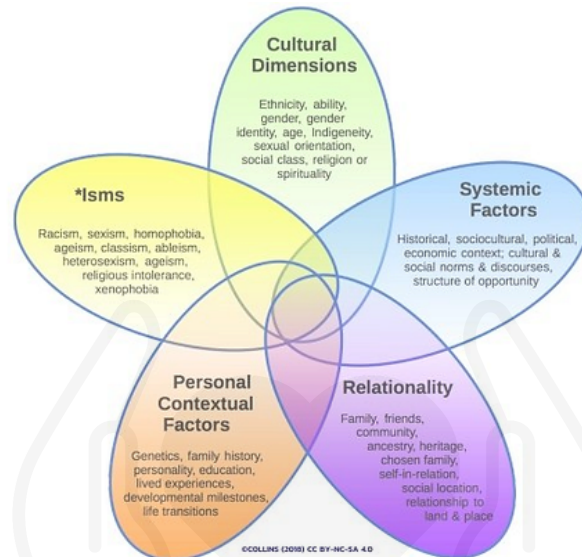 Cultural
Dimensions
Ethnicity, ability,
gender, gender
identity, age, Indigeneity,
sexual orientation,
social class, religion or
spirituality
*Isms
Racism, sexism, homophobia,
ageism, classism, ableism,
heterosexism, ageism,
religious intolerance,
xenophobia
Systemic
Factors
Historical, sociocultural, political,
economic context; cultural &
social norms & discourses,
structure of opportunity
Personal
Contextual
Factors
Genetics, family history,
personality, education,
lived experiences,
developmental milestones,
life transitions
Relationality
Family, friends,
community,
ancestry, heritage,
chosen family,
self-in-relation,
social location,
relationship to
land & place
©COLLINS (2018) CC BY-NC-SA 4.0